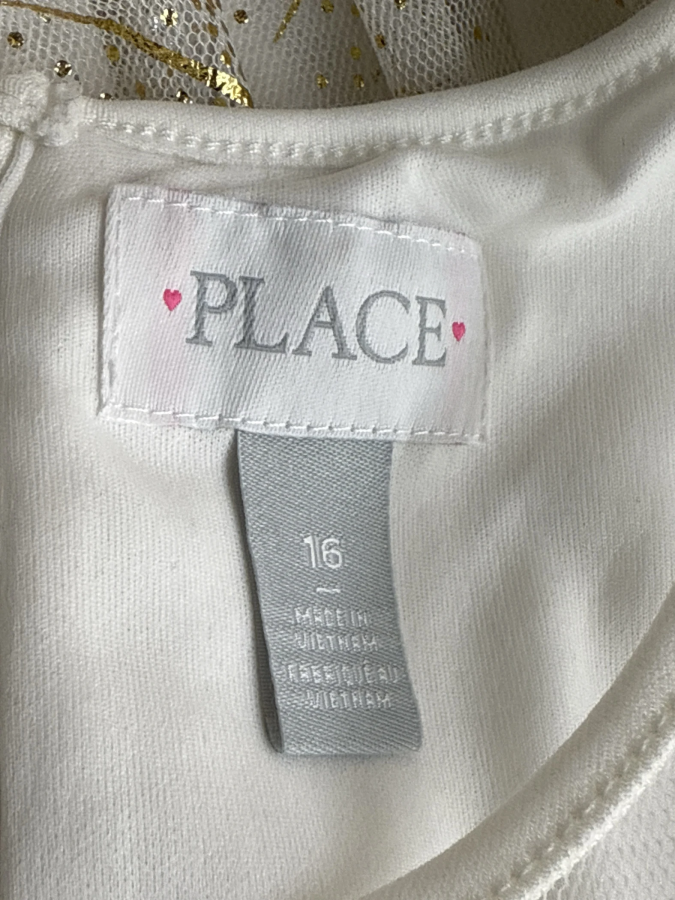 PLACE
16
MADE IN
VIETNAM
FABRIQUÉ AU
VIETNAM